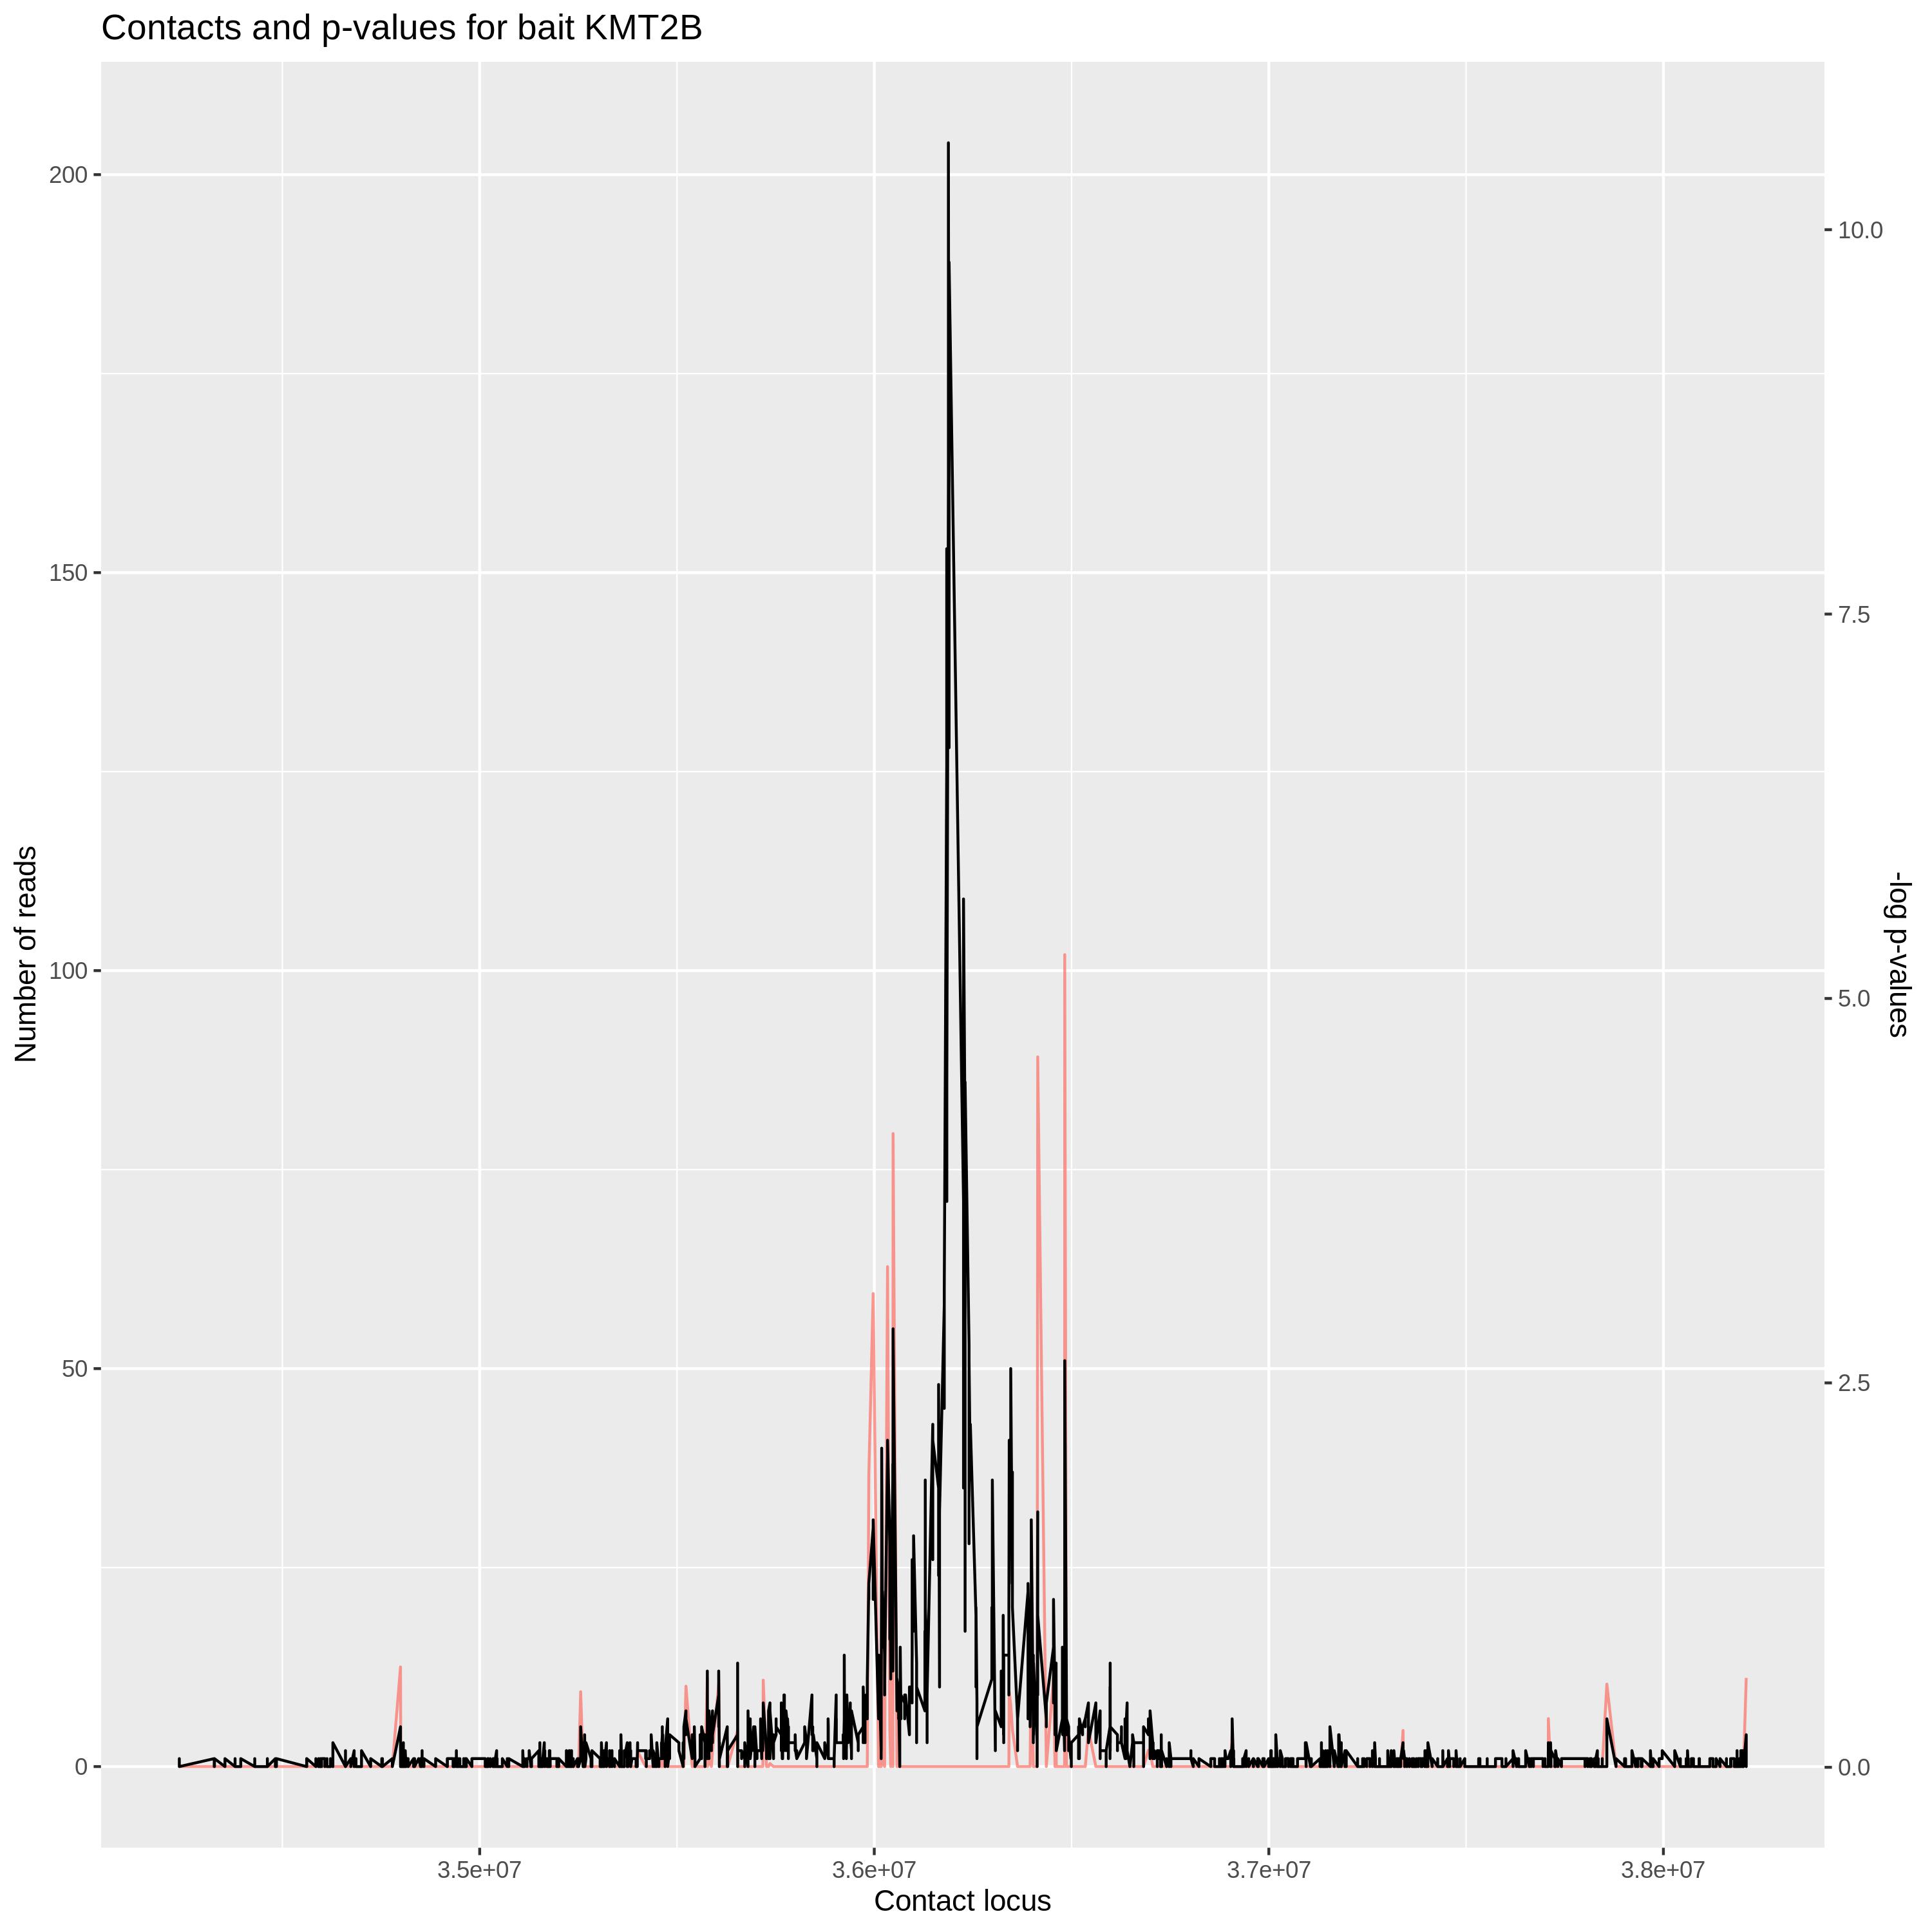 Contacts and p-values for bait KMT2B
200
150
100
50
0
Number of reads
10.0
7.5
5.0
2.5
0.0
-log p-values
3.5e+07
3.6e+07
3.7e+07
3.8e+07
Contact locus